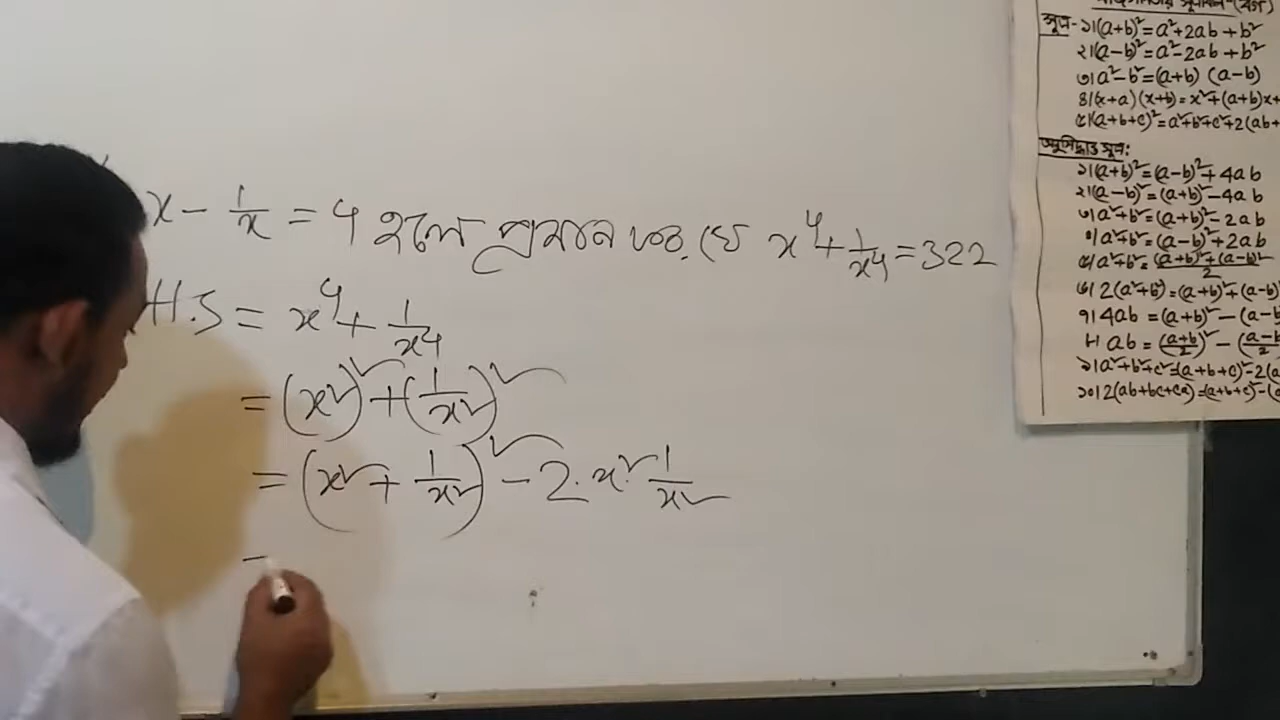 x - 1/x = 4 হলে প্রমান কর যে x⁴ + 1/x⁴ = 322
H.S = x⁴ + 1/x⁴
= (x²)² + (1/x²)²
= (x² + 1/x²)² - 2.x².1/x²
=
সূত্র- ১।(a+b)²=a²+2ab+b²
২।(a-b)²=a²-2ab+b²
৩।a²-b²=(a+b) (a-b)
৪।(x+a)(x+b)=x²+(a+b)x+
৫।(a+b+c)²=a²+b²+c²+2(ab+
অনুসিদ্ধান্ত সূত্র:
১।(a+b)²=(a-b)²+4ab
২।(a-b)²=(a+b)²-4ab
৩।a²+b²=(a+b)²-2ab
৪।a²+b²=(a-b)²+2ab
৫।a²+b²=(a+b)²+(a-b)²/2
৬।2(a²+b²)=(a+b)²+(a-b)
৭।4ab=(a+b)²-(a-b
৮।ab=(a+b/2)²-(a-b/2
৯।a²+b²+c²=(a+b+c)²-2(a
১০।2(ab+bc+ca)=(a+b+c)²-(a